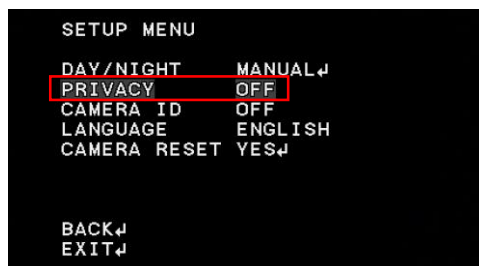 SETUP MENU
DAY/NIGHT MANUAL↵
PRIVACY OFF
CAMERA ID OFF
LANGUAGE ENGLISH
CAMERA RESET YES↵
BACK↵
EXIT↵